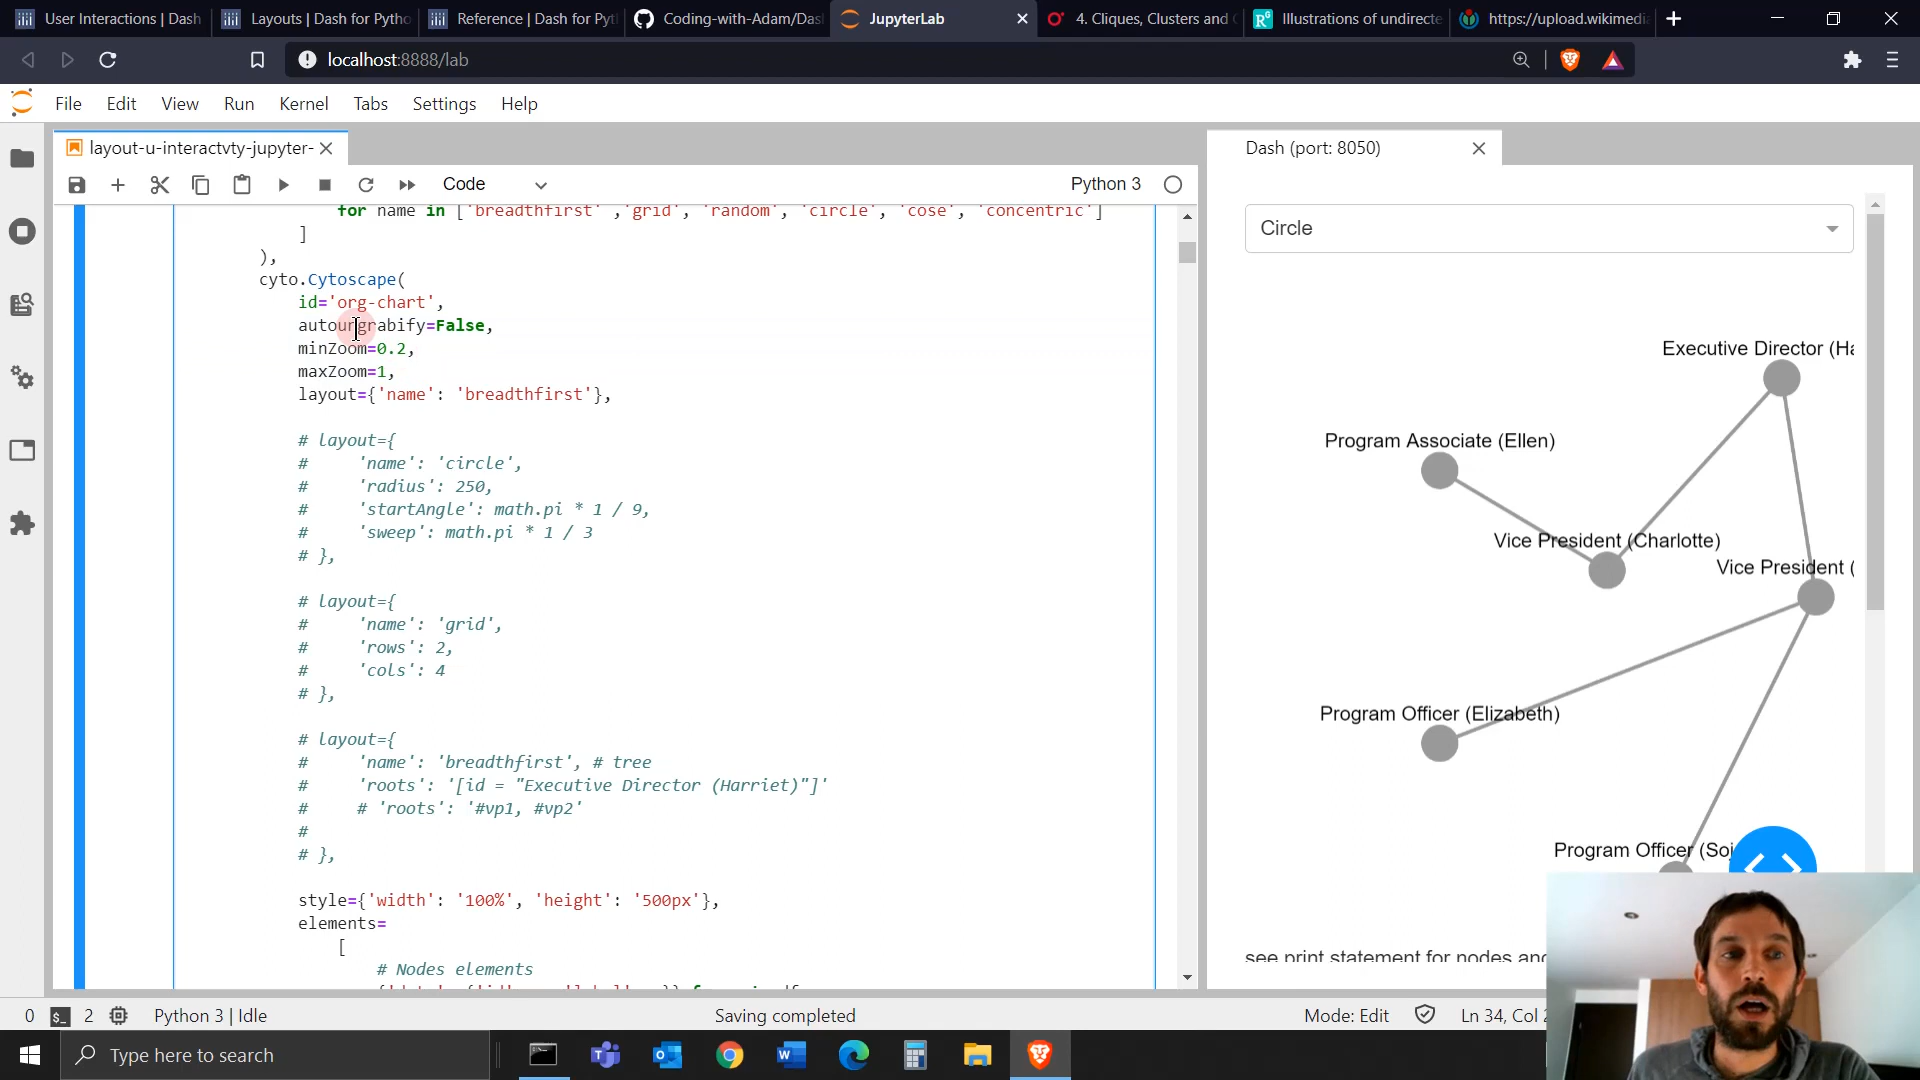 User Interactions | Dash
Layouts | Dash for Pytho
Reference | Dash for Pyt
Coding-with-Adam/Das
JupyterLab
4. Cliques, Clusters and
Illustrations of undirecte
https://upload.wikimedi
localhost:8888/lab
File Edit View Run Kernel Tabs Settings Help
layout-u-interactvty-jupyter-
Code
Python 3
for name in ['breadthfirst' ,'grid', 'random', 'circle', 'cose', 'concentric']
]
),
cyto.Cytoscape(
id='org-chart',
autoungrabify=False,
minZoom=0.2,
maxZoom=1,
layout={'name': 'breadthfirst'},
# layout={
# 'name': 'circle',
# 'radius': 250,
# 'startAngle': math.pi * 1 / 9,
# 'sweep': math.pi * 1 / 3
# },
# layout={
# 'name': 'grid',
# 'rows': 2,
# 'cols': 4
# },
# layout={
# 'name': 'breadthfirst', # tree
# 'roots': '[id = "Executive Director (Harriet)"]'
# # 'roots': '#vp1, #vp2'
#
# },
style={'width': '100%', 'height': '500px'},
elements=
[
# Nodes elements
Dash (port: 8050)
Circle
Executive Director (Ha
Program Associate (Ellen)
Vice President (Charlotte)
Vice President (
Program Officer (Elizabeth)
Program Officer (Soj
see print statement for nodes and
0 2 Python 3 | Idle
Saving completed
Mode: Edit
Ln 34, Col 2
Type here to search